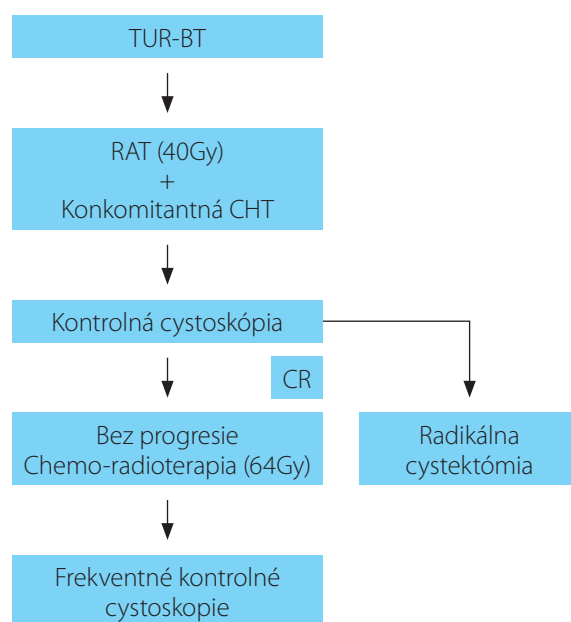 TUR-BT
RAT (40Gy)
+
Konkomitantná CHT
Kontrolná cystoskópia
CR
Bez progresie
Chemo-radioterapia (64Gy)
Radikálna
cystektómia
Frekventné kontrolné
cystoskopie